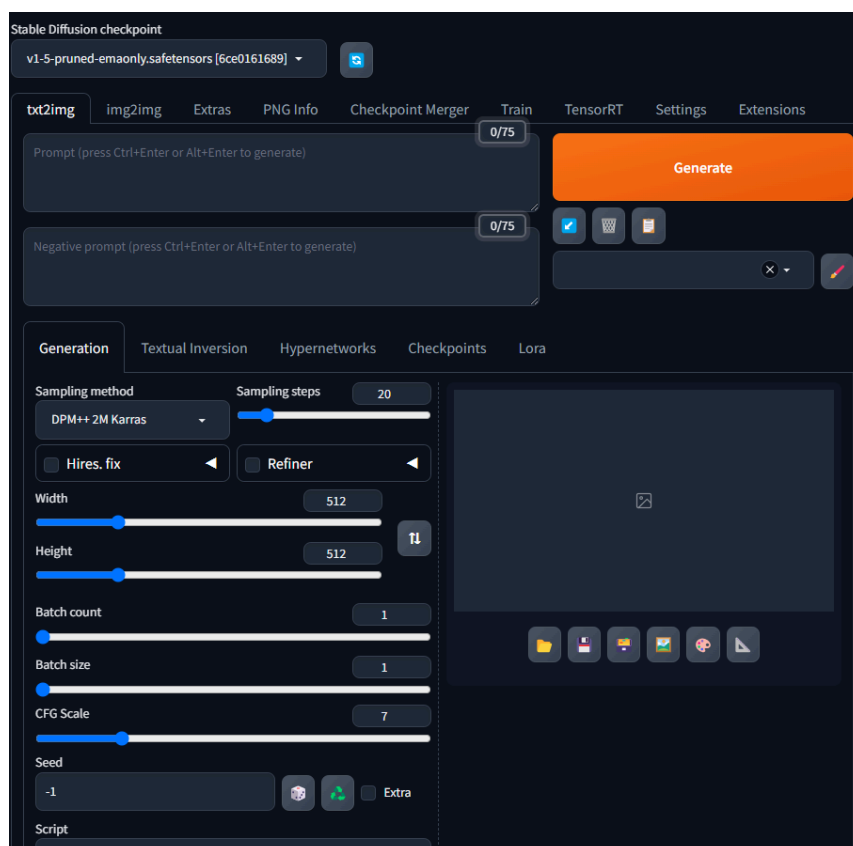 Stable Diffusion checkpoint
v1-5-pruned-emaonly.safetensors [6ce0161689]
txt2img img2img Extras PNG Info Checkpoint Merger Train TensorRT Settings Extensions
0/75
Prompt (press Ctrl+Enter or Alt+Enter to generate)
Generate
0/75
Negative prompt (press Ctrl+Enter or Alt+Enter to generate)
Generation Textual Inversion Hypernetworks Checkpoints Lora
Sampling method
DPM++ 2M Karras
Sampling steps 20
Hires. fix
Refiner
Width 512
Height 512
Batch count 1
Batch size 1
CFG Scale 7
Seed
-1
Extra
Script